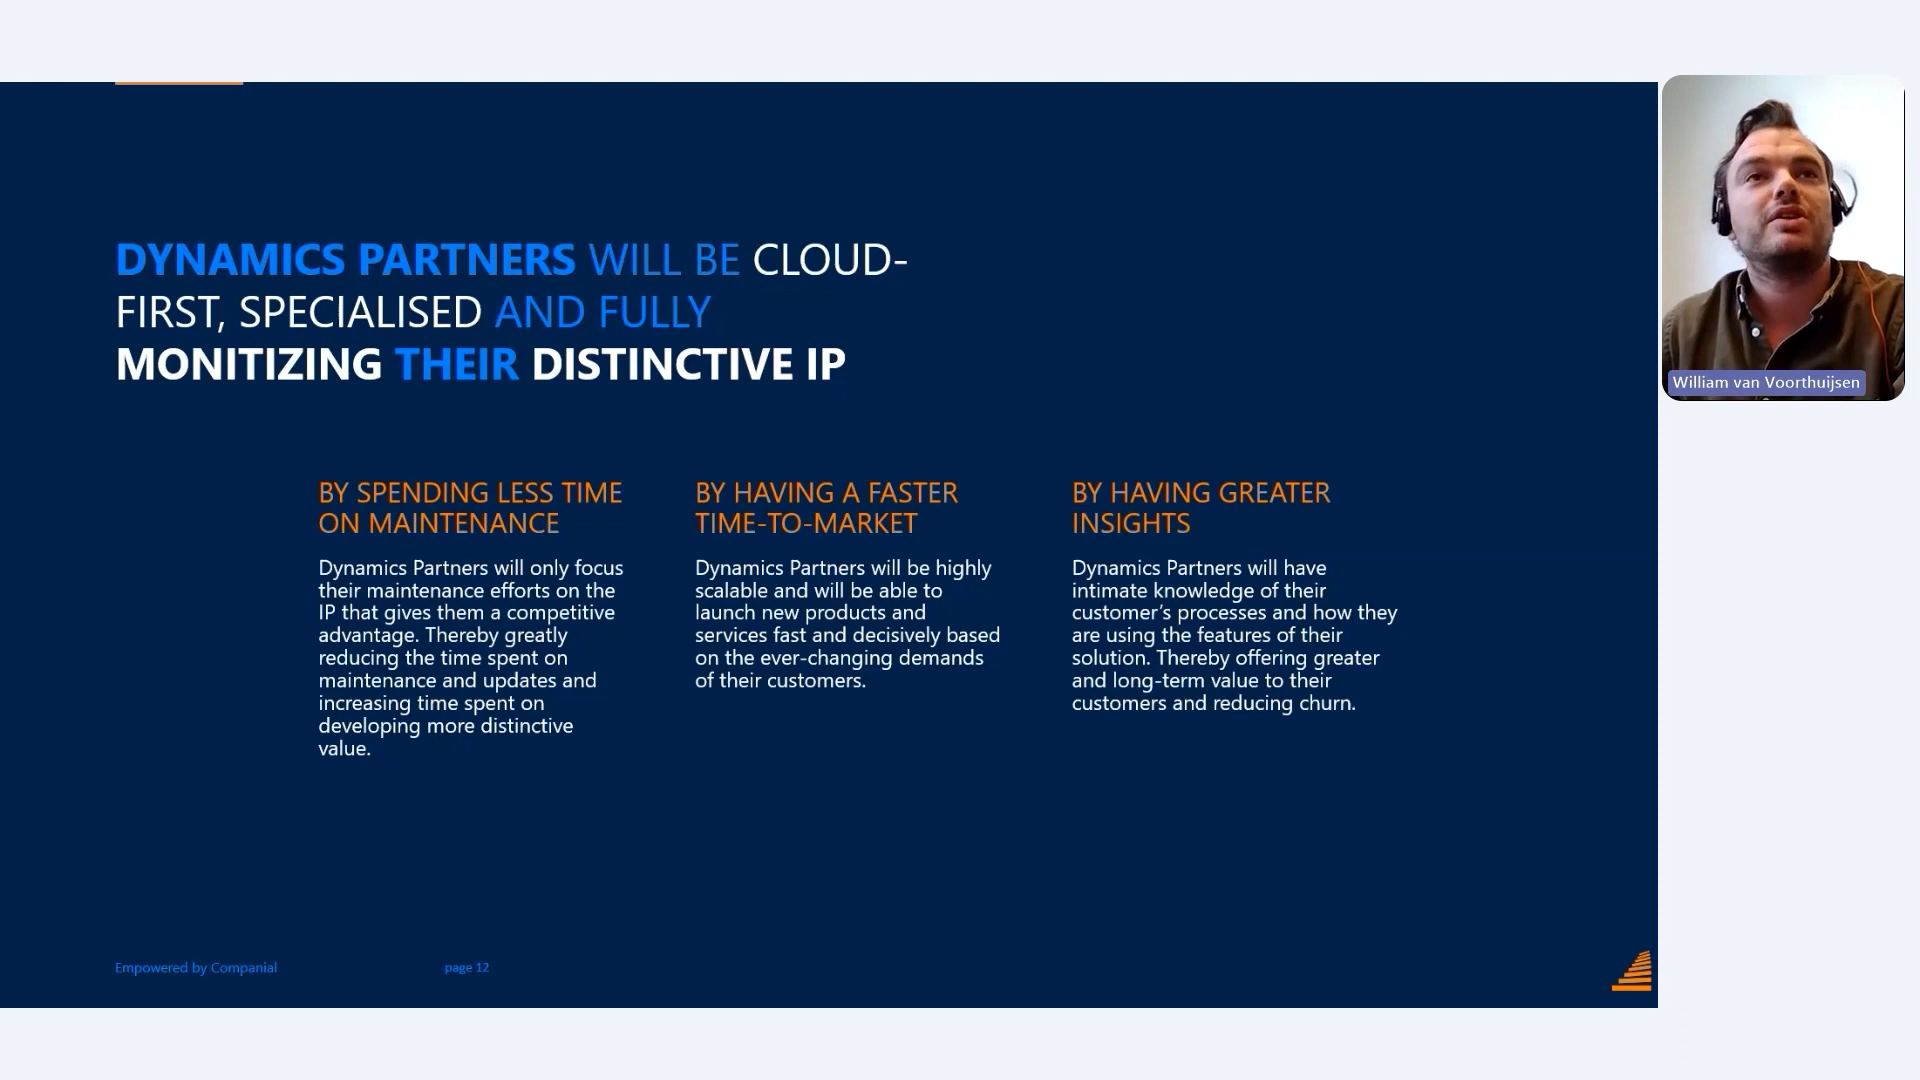 DYNAMICS PARTNERS WILL BE CLOUD-
FIRST, SPECIALISED AND FULLY
MONITIZING THEIR DISTINCTIVE IP
BY SPENDING LESS TIME
ON MAINTENANCE
Dynamics Partners will only focus
their maintenance efforts on the
IP that gives them a competitive
advantage. Thereby greatly
reducing the time spent on
maintenance and updates and
increasing time spent on
developing more distinctive
value.
BY HAVING A FASTER
TIME-TO-MARKET
Dynamics Partners will be highly
scalable and will be able to
launch new products and
services fast and decisively based
on the ever-changing demands
of their customers.
BY HAVING GREATER
INSIGHTS
Dynamics Partners will have
intimate knowledge of their
customer’s processes and how they
are using the features of their
solution. Thereby offering greater
and long-term value to their
customers and reducing churn.
William van Voorthuijsen
Empowered by Companial
page 12